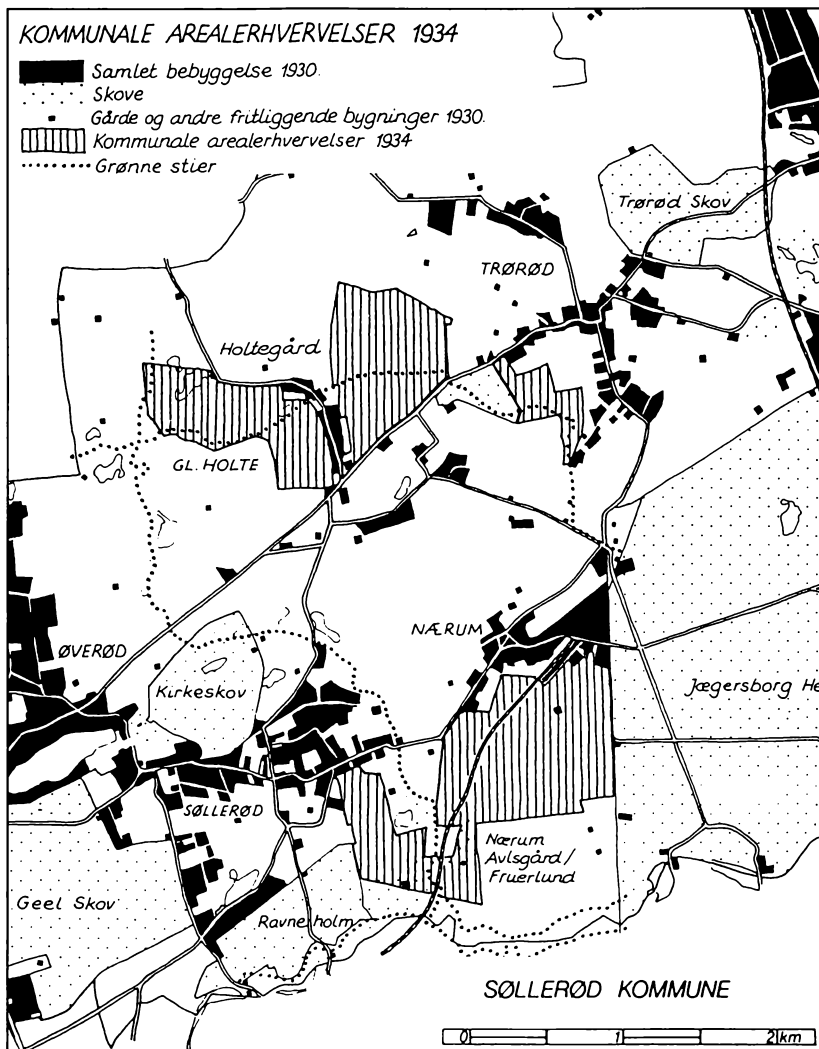 KOMMUNALE AREALERHVERVELSER 1934
Samlet bebyggelse 1930.
Skove
Gårde og andre fritliggende bygninger 1930.
Kommunale arealerhvervelser 1934
Grønne stier
Trørød Skov
TRØRØD
Holtegård
GL. HOLTE
NÆRUM
ØVERØD
Kirkeskov
Jægersborg He
SØLLERØD
Nærum
Avlsgård/
Fruerlund
Geel Skov
Ravneholm
SØLLERØD KOMMUNE
0 1 2 km